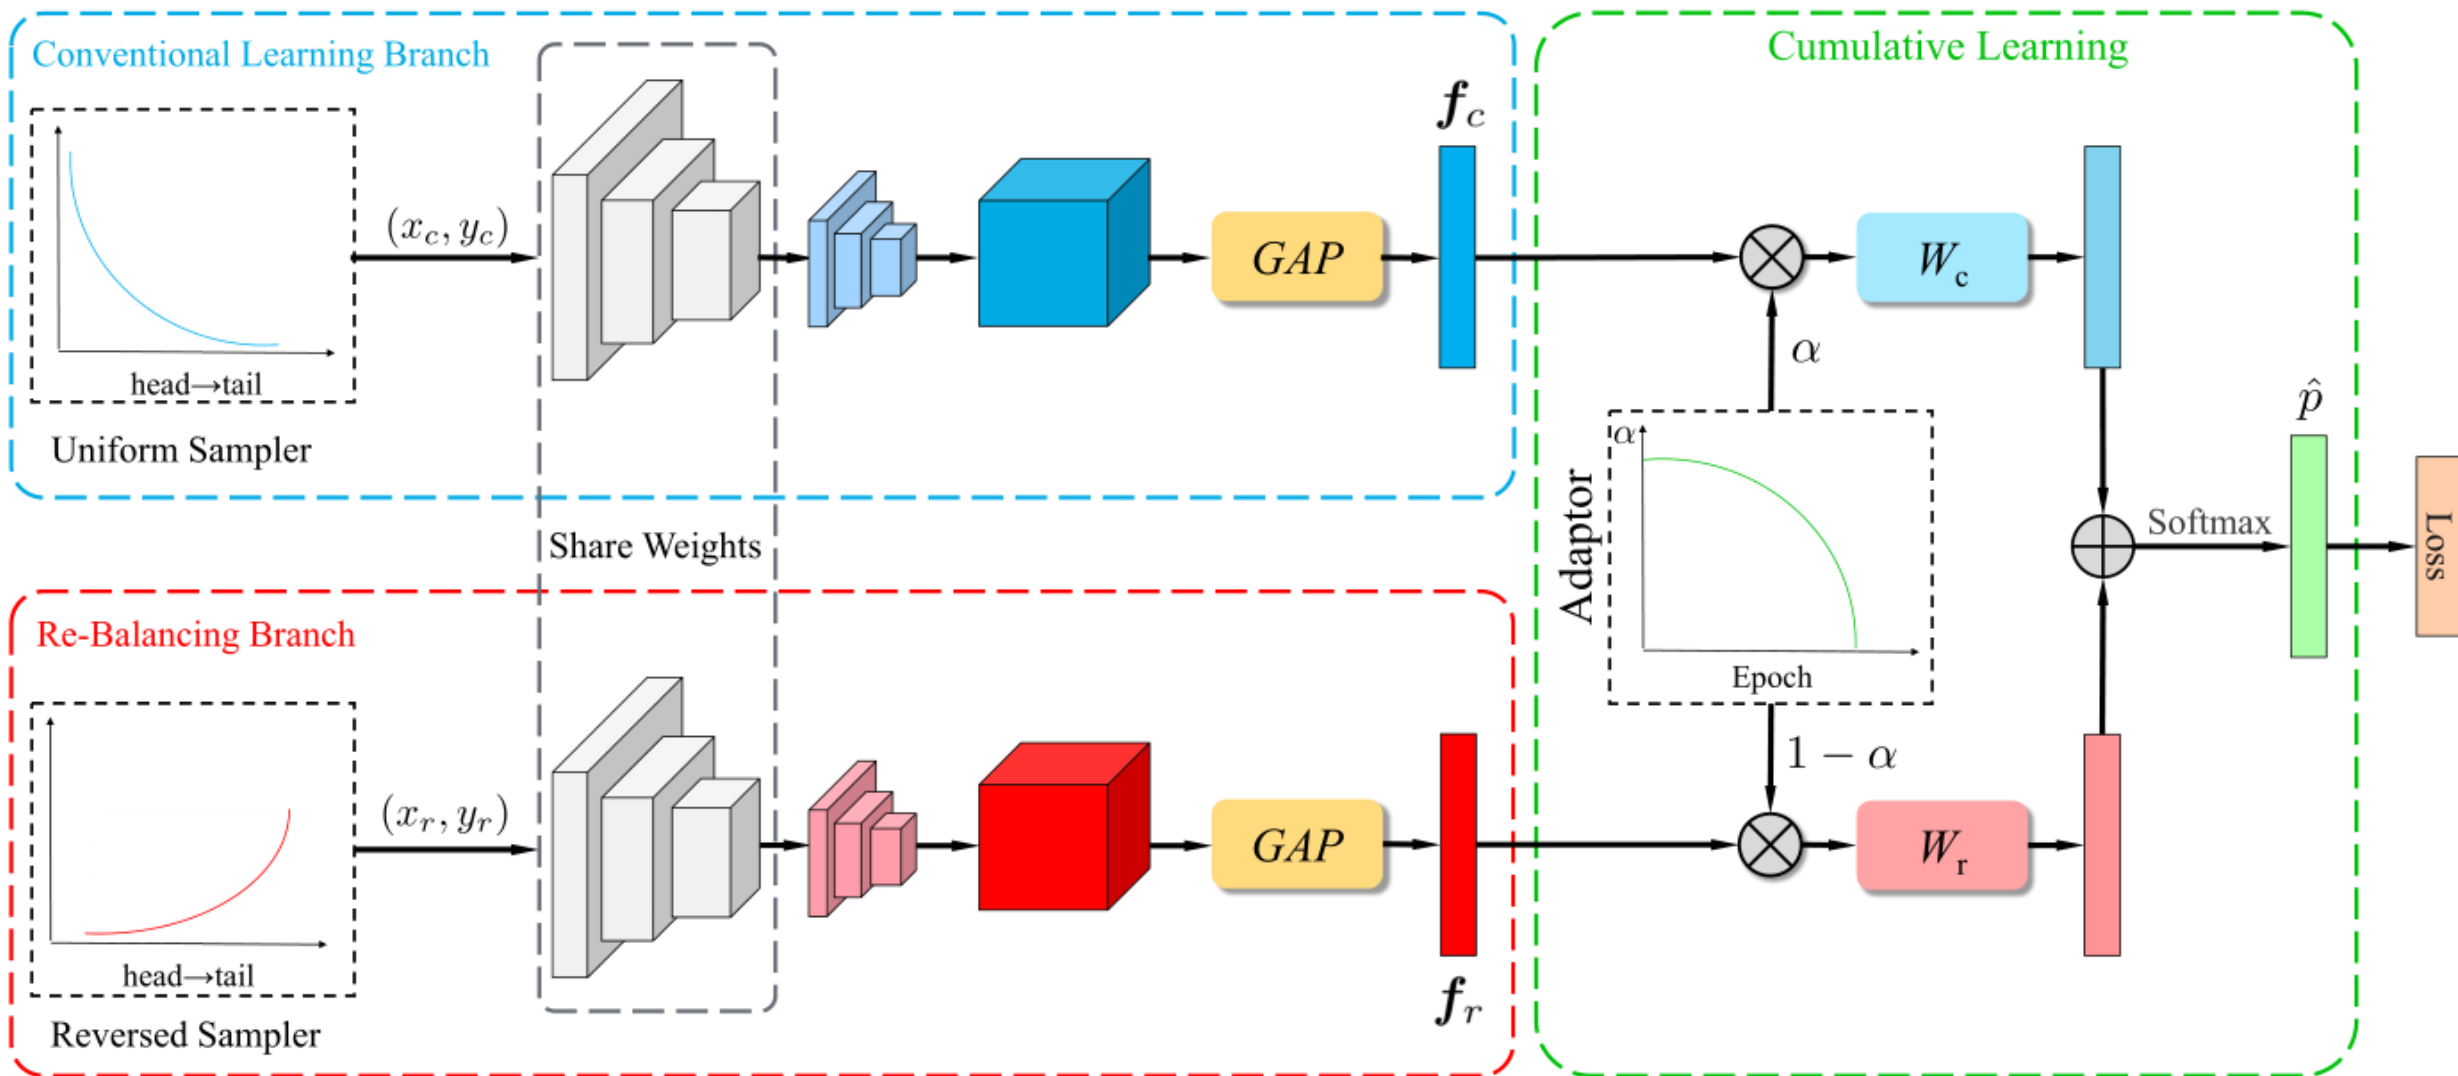 Conventional Learning Branch
head→tail
Uniform Sampler
(x_c, y_c)
GAP
f_c
Share Weights
Re-Balancing Branch
head→tail
Reversed Sampler
(x_r, y_r)
GAP
f_r
Cumulative Learning
α
W_c
Adaptor
α
Epoch
1 − α
W_r
Softmax
p̂
Loss